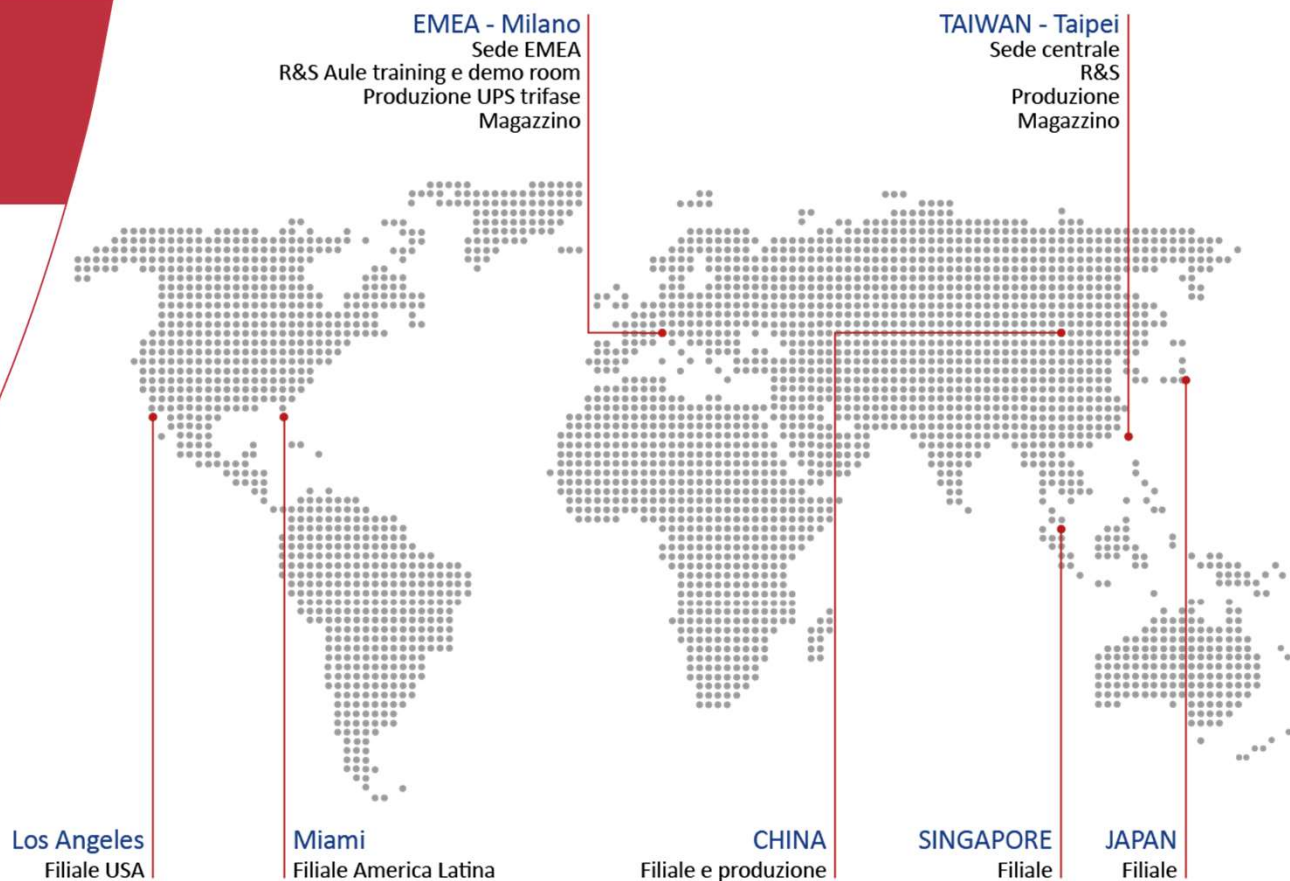 EMEA - Milano
Sede EMEA
R&S Aule training e demo room
Produzione UPS trifase
Magazzino
TAIWAN - Taipei
Sede centrale
R&S
Produzione
Magazzino
Los Angeles
Filiale USA
Miami
Filiale America Latina
CHINA
Filiale e produzione
SINGAPORE
Filiale
JAPAN
Filiale